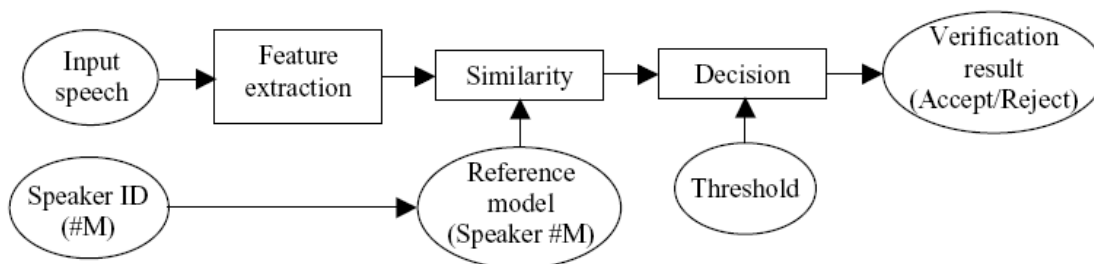 Input
speech
Feature
extraction
Similarity
Decision
Verification
result
(Accept/Reject)
Speaker ID
(#M)
Reference
model
(Speaker #M)
Threshold